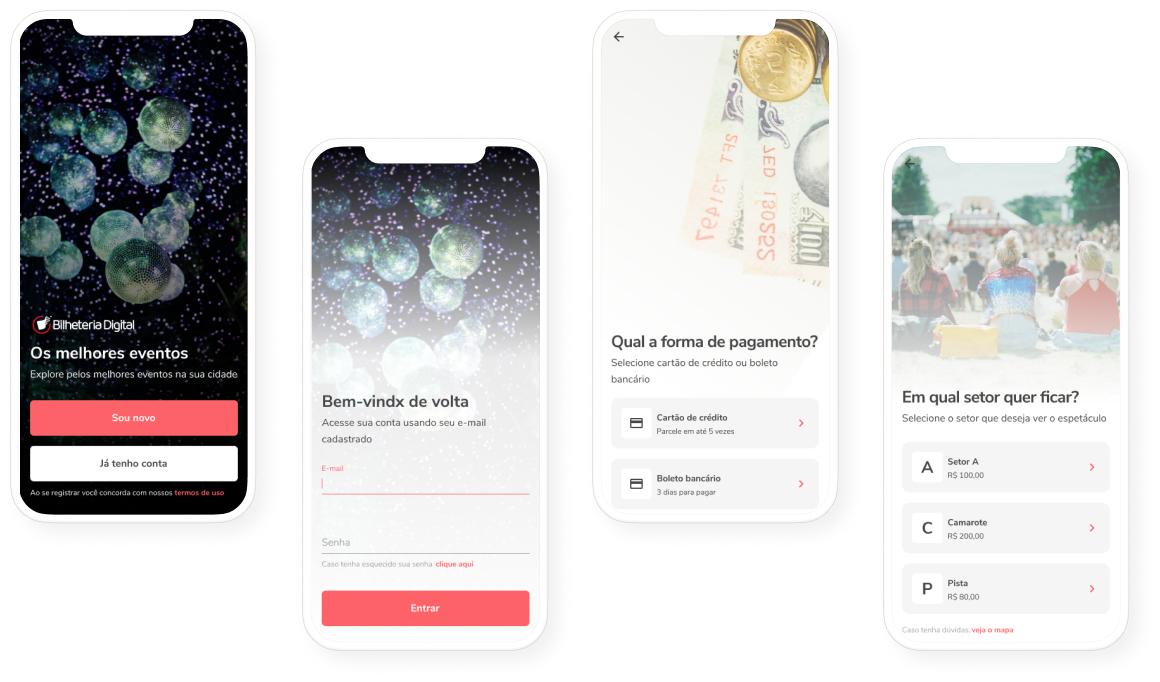 Bilheteria Digital
Os melhores eventos
Explore pelos melhores eventos na sua cidade
Sou novo
Já tenho conta
Ao se registrar você concorda com nossos termos de uso
Bem-vindx de volta
Acesse sua conta usando seu e-mail
cadastrado
E-mail
Senha
Caso tenha esquecido sua senha clique aqui
Entrar
Qual a forma de pagamento?
Selecione cartão de crédito ou boleto
bancário
Cartão de crédito
Parcele em até 5 vezes
Boleto bancário
3 dias para pagar
Em qual setor quer ficar?
Selecione o setor que deseja ver o espetáculo
A
Setor A
R$ 100,00
C
Camarote
R$ 200,00
P
Pista
R$ 80,00
Caso tenha dúvidas, veja o mapa